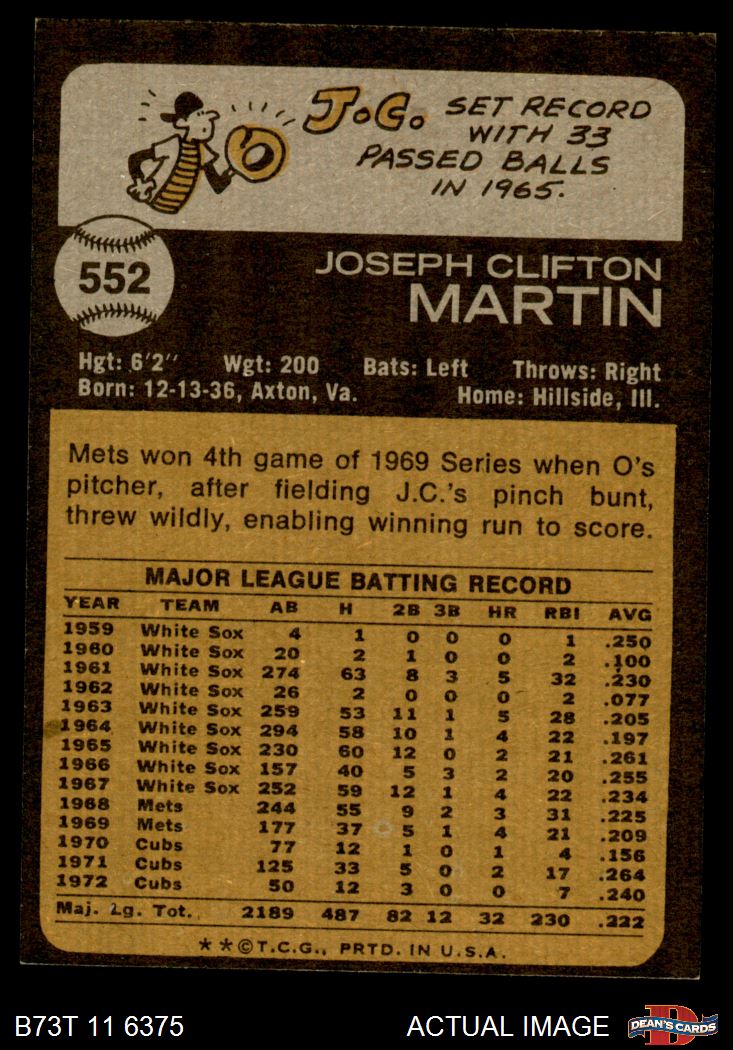 J.C. SET RECORD
WITH 33
PASSED BALLS
IN 1965.
552
JOSEPH CLIFTON
MARTIN
Hgt: 6'2" Wgt: 200 Bats: Left Throws: Right
Born: 12-13-36, Axton, Va. Home: Hillside, Ill.
Mets won 4th game of 1969 Series when O's
pitcher, after fielding J.C.'s pinch bunt,
threw wildly, enabling winning run to score.
MAJOR LEAGUE BATTING RECORD
YEAR TEAM AB H 2B 3B HR RBI AVG
1959 White Sox 4 1 0 0 0 1 .250
1960 White Sox 20 2 1 0 0 2 .100
1961 White Sox 274 63 8 3 5 32 .230
1962 White Sox 26 2 0 0 0 2 .077
1963 White Sox 259 53 11 1 5 28 .205
1964 White Sox 294 58 10 1 4 22 .197
1965 White Sox 230 60 12 0 2 21 .261
1966 White Sox 157 40 5 3 2 20 .255
1967 White Sox 252 59 12 1 4 22 .234
1968 Mets 244 55 9 2 3 31 .225
1969 Mets 177 37 5 1 4 21 .209
1970 Cubs 77 12 1 0 1 4 .156
1971 Cubs 125 33 5 0 2 17 .264
1972 Cubs 50 12 3 0 0 7 .240
Maj. Lg. Tot. 2189 487 82 12 32 230 .222
**©T.C.G., PRTD. IN U.S.A.
B73T 11 6375 ACTUAL IMAGE DEAN'S CARDS